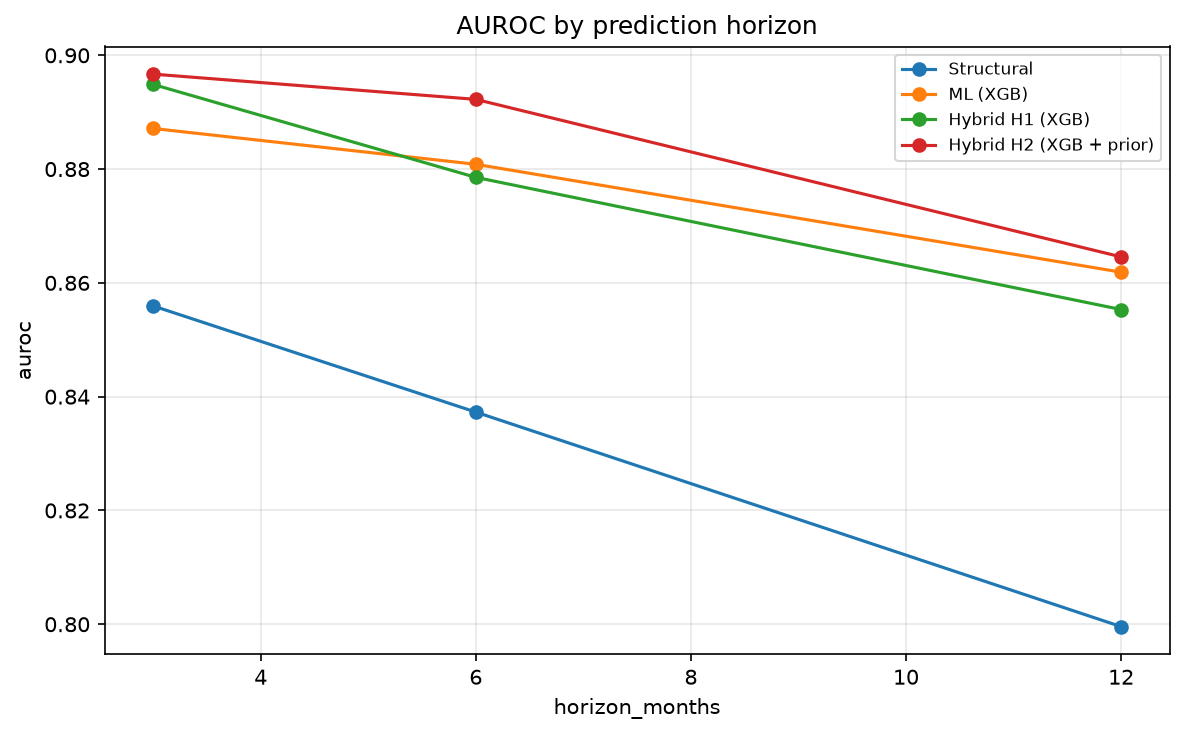 AUROC by prediction horizon
Structural
ML (XGB)
Hybrid H1 (XGB)
Hybrid H2 (XGB + prior)
0.90
0.88
0.86
0.84
0.82
0.80
auroc
4 6 8 10 12
horizon_months